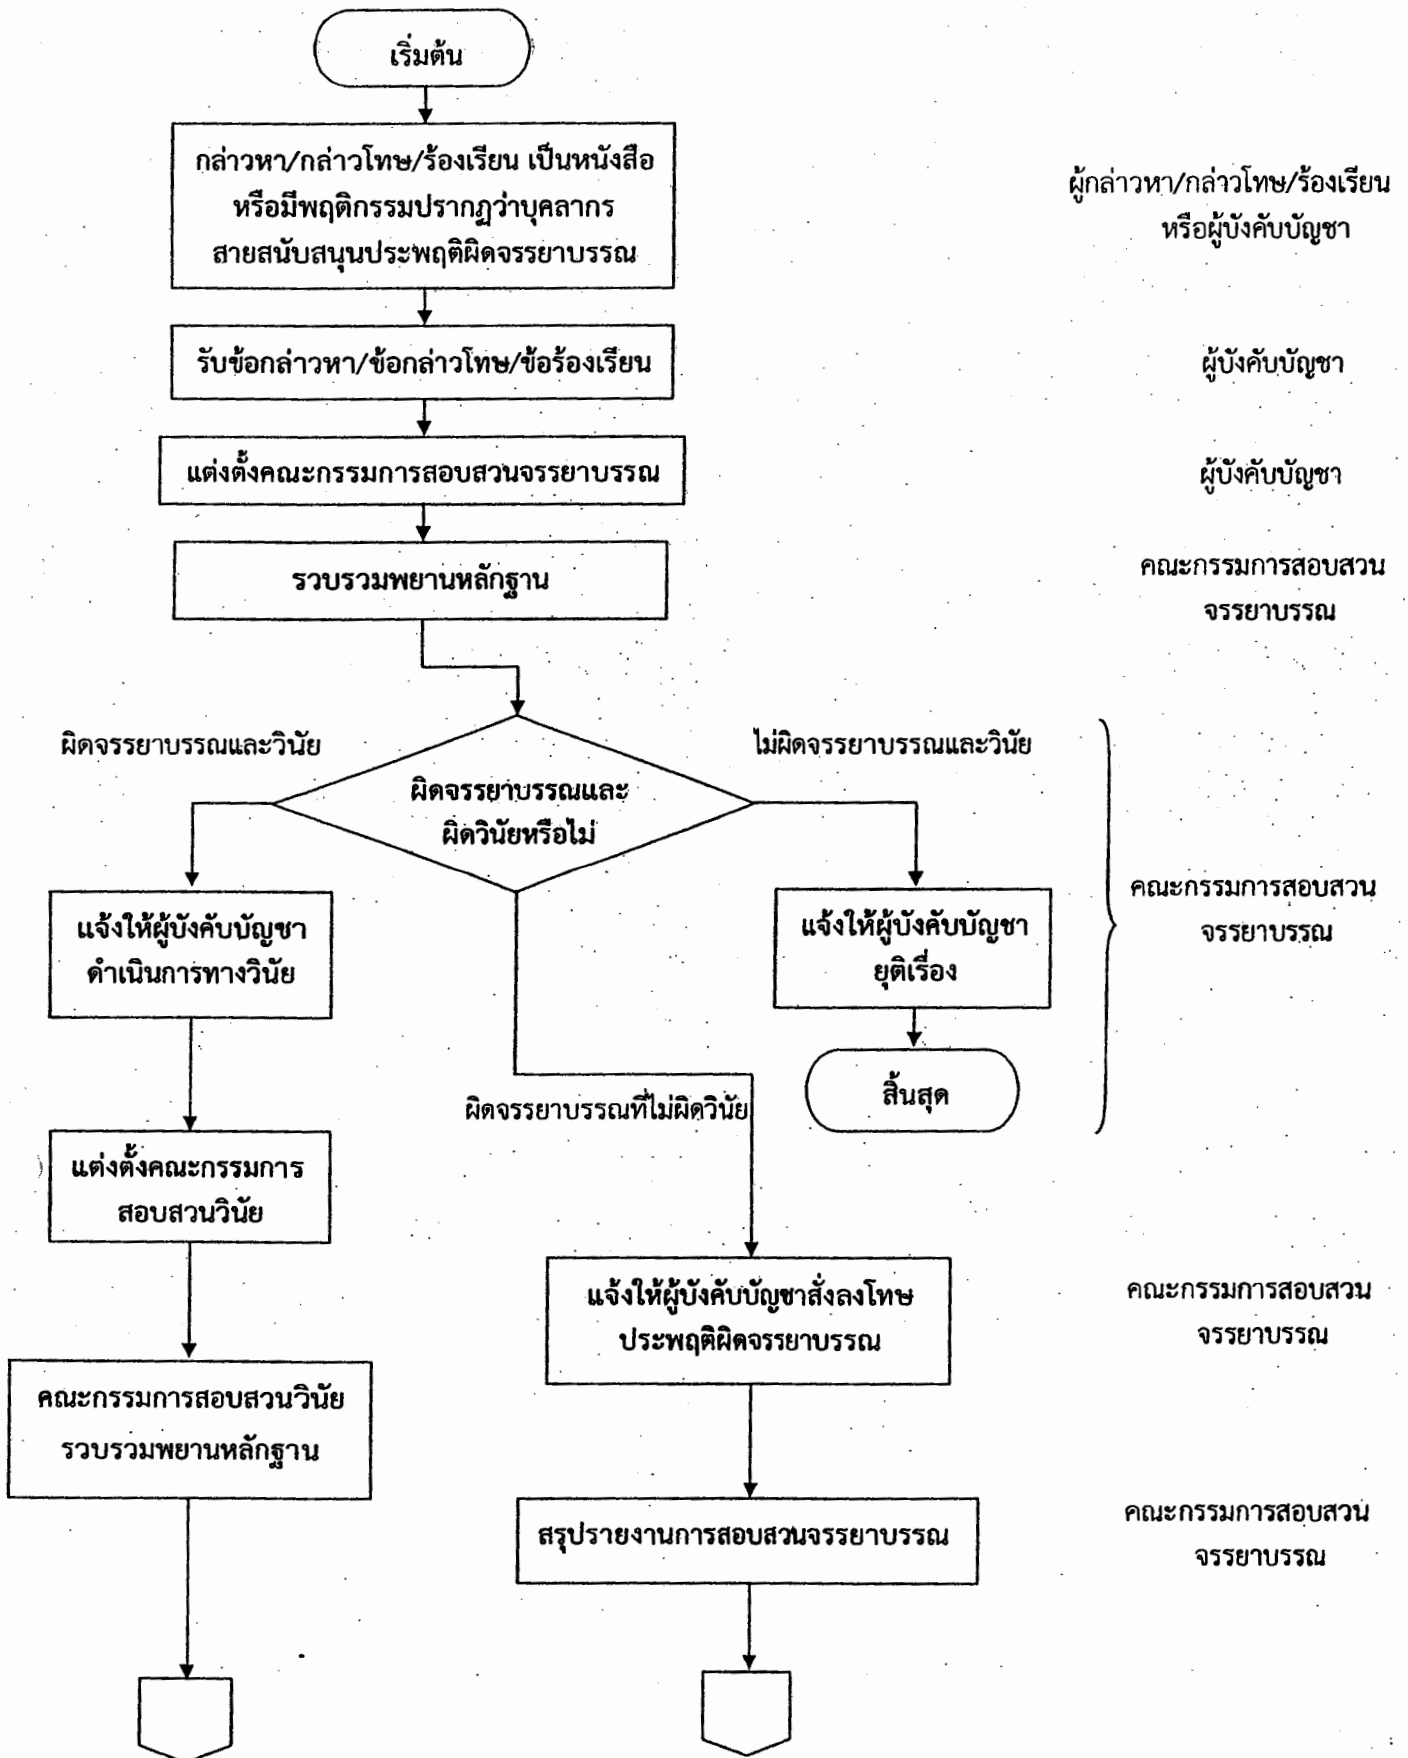 เริ่มต้น
กล่าวหา/กล่าวโทษ/ร้องเรียน เป็นหนังสือ
หรือมีพฤติกรรมปรากฏว่าบุคลากร
สายสนับสนุนประพฤติผิดจรรยาบรรณ
ผู้กล่าวหา/กล่าวโทษ/ร้องเรียน
หรือผู้บังคับบัญชา
รับข้อกล่าวหา/ข้อกล่าวโทษ/ข้อร้องเรียน
ผู้บังคับบัญชา
แต่งตั้งคณะกรรมการสอบสวนจรรยาบรรณ
ผู้บังคับบัญชา
รวบรวมพยานหลักฐาน
คณะกรรมการสอบสวน
จรรยาบรรณ
ผิดจรรยาบรรณและวินัย
ไม่ผิดจรรยาบรรณและวินัย
ผิดจรรยาบรรณและ
ผิดวินัยหรือไม่
แจ้งให้ผู้บังคับบัญชา
ดำเนินการทางวินัย
แจ้งให้ผู้บังคับบัญชา
ยุติเรื่อง
คณะกรรมการสอบสวน
จรรยาบรรณ
สิ้นสุด
ผิดจรรยาบรรณที่ไม่ผิดวินัย
แต่งตั้งคณะกรรมการ
สอบสวนวินัย
แจ้งให้ผู้บังคับบัญชาสั่งลงโทษ
ประพฤติผิดจรรยาบรรณ
คณะกรรมการสอบสวน
จรรยาบรรณ
คณะกรรมการสอบสวนวินัย
รวบรวมพยานหลักฐาน
สรุปรายงานการสอบสวนจรรยาบรรณ
คณะกรรมการสอบสวน
จรรยาบรรณ